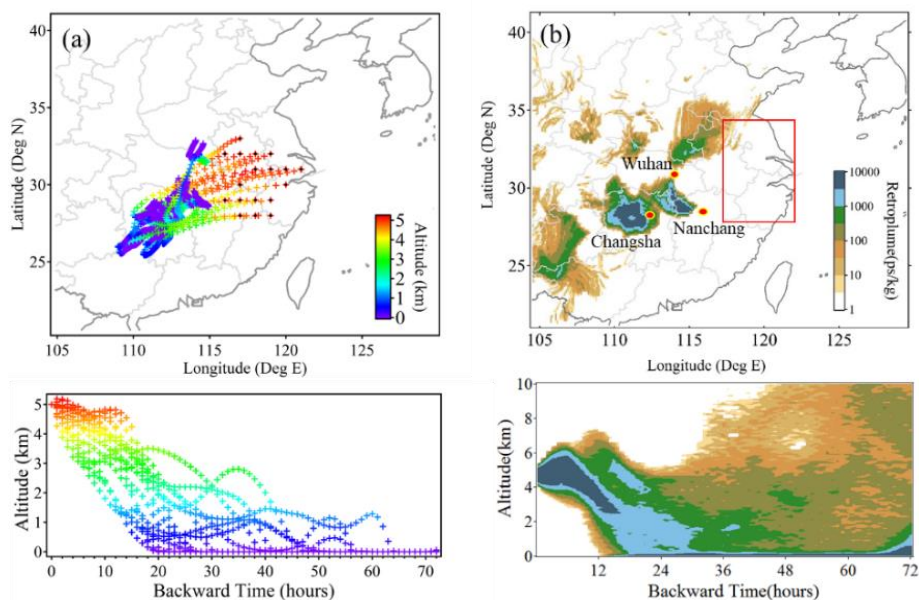 (a)
40
35
30
25
Latitude (Deg N)
105 110 115 120 125
Longitude (Deg E)
Altitude (km)
5
4
3
2
1
0
(b)
40
35
30
25
Latitude (Deg N)
105 110 115 120 125
Longitude (Deg E)
Wuhan
Changsha
Nanchang
Retroplume(ps/kg)
10000
1000
100
10
1
5
4
3
2
1
0
Altitude (km)
0 10 20 30 40 50 60 70
Backward Time (hours)
10
8
6
4
2
0
Altitude(km)
12 24 36 48 60 72
Backward Time(hours)